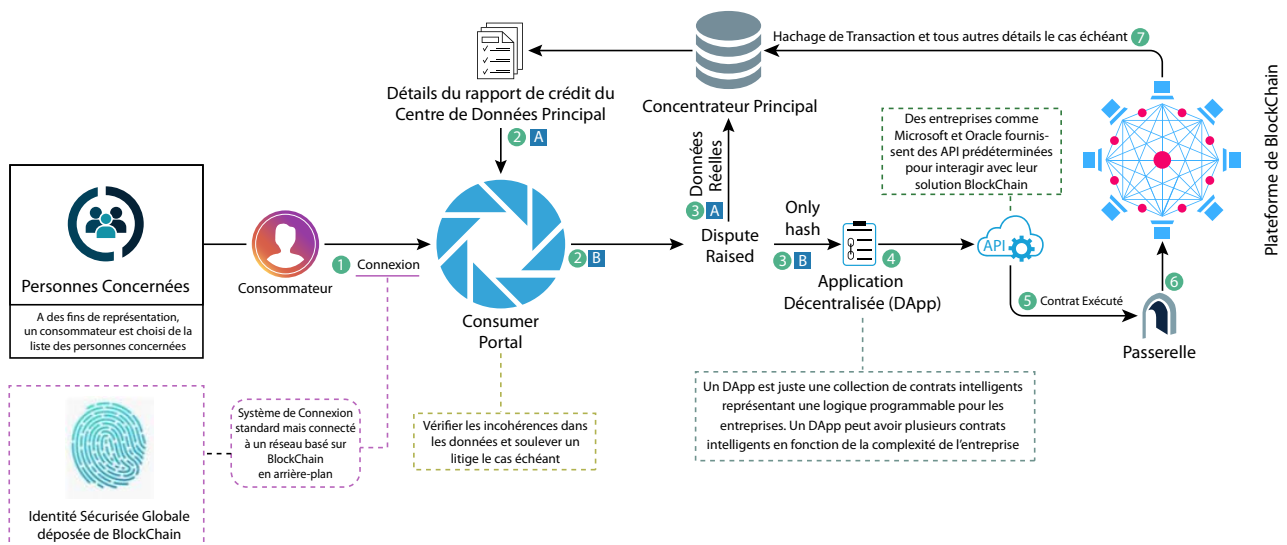 Hachage de Transaction et tous autres détails le cas échéant 7
Plateforme de BlockChain
Détails du rapport de crédit du
Centre de Données Principal
2 A
Concentrateur Principal
Données
Réelles
3 A
Des entreprises comme
Microsoft et Oracle fournis-
sent des API prédéterminées
pour interagir avec leur
solution BlockChain
Personnes Concernées
A des fins de représentation,
un consommateur est choisi de la
liste des personnes concernées
Consommateur
1 Connexion
Consumer
Portal
2 B
Dispute
Raised
Only
hash
3 B
4
Application
Décentralisée (DApp)
API
5 Contrat Exécuté
6
Passerelle
Identité Sécurisée Globale
déposée de BlockChain
Système de Connexion
standard mais connecté
à un réseau basé sur
BlockChain
en arrière-plan
Vérifier les incohérences dans
les données et soulever un
litige le cas échéant
Un DApp est juste une collection de contrats intelligents
représentant une logique programmable pour les
entreprises. Un DApp peut avoir plusieurs contrats
intelligents en fonction de la complexité de l'entreprise